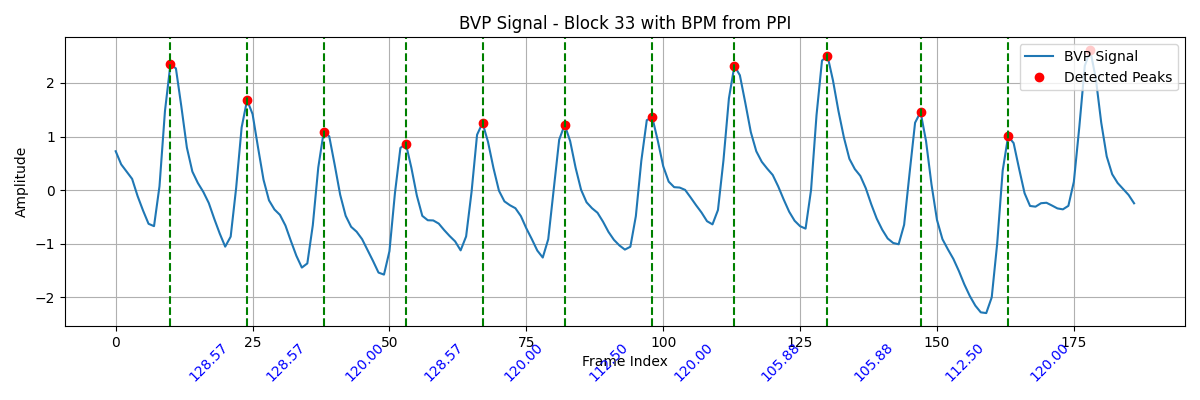 BVP Signal - Block 33 with BPM from PPI
BVP Signal
Detected Peaks
Amplitude
2
1
0
−1
−2
0 25 50 75 100 125 150 175
128.57 128.57 120.00 128.57 120.00 112.50 120.00 105.88 105.88 112.50 120.00
Frame Index